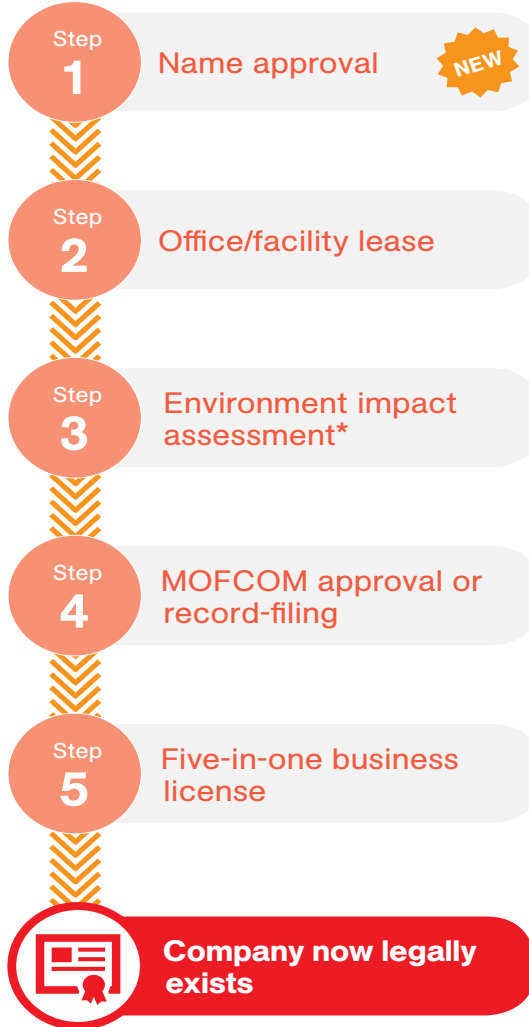 Step
1
Name approval
NEW
Step
2
Office/facility lease
Step
3
Environment impact
assessment*
Step
4
MOFCOM approval or
record-filing
Step
5
Five-in-one business
license
Company now legally
exists